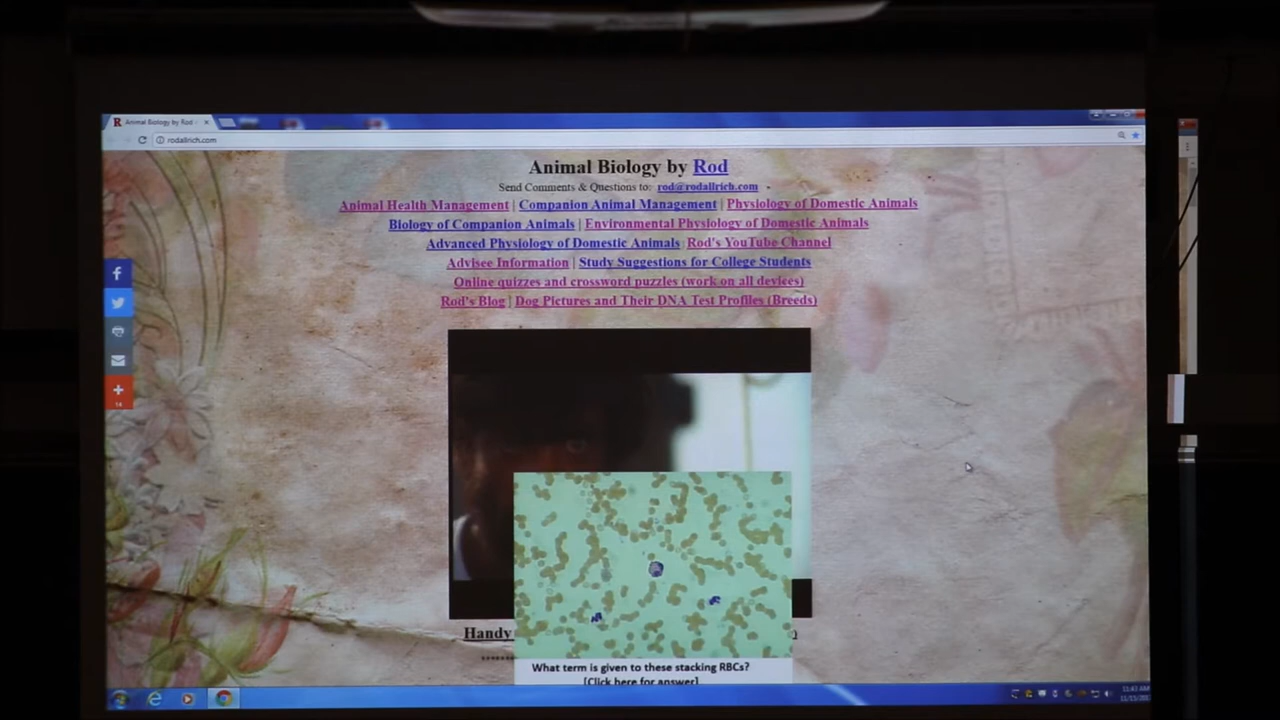 Animal Biology by Rod
rodallrich.com
Animal Biology by Rod
Send Comments & Questions to: rod@rodallrich.com
Animal Health Management | Companion Animal Management | Physiology of Domestic Animals
Biology of Companion Animals | Environmental Physiology of Domestic Animals
Advanced Physiology of Domestic Animals Rod's YouTube Channel
Advisee Information | Study Suggestions for College Students
Online quizzes and crossword puzzles (work on all devices)
Rod's Blog | Dog Pictures and Their DNA Test Profiles (Breeds)
14
Handy
What term is given to these stacking RBCs?
[Click here for answer]
11:43 AM